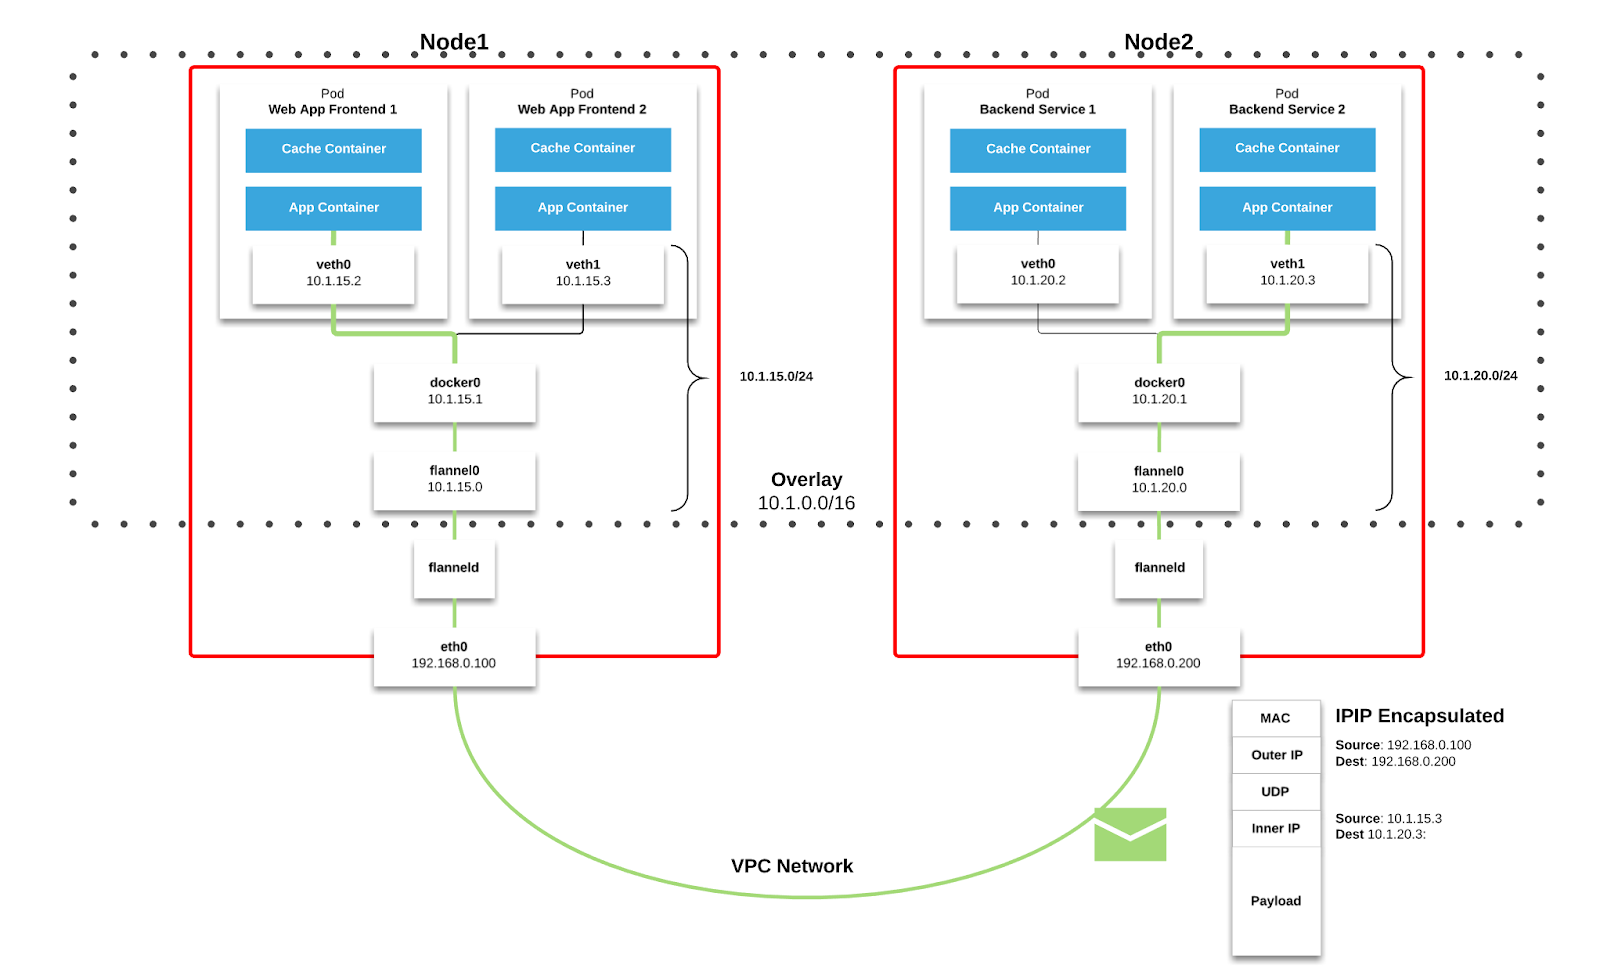 Node1
Pod
Web App Frontend 1
Cache Container
App Container
veth0
10.1.15.2
Pod
Web App Frontend 2
Cache Container
App Container
veth1
10.1.15.3
docker0
10.1.15.1
flannel0
10.1.15.0
10.1.15.0/24
flanneld
eth0
192.168.0.100
Overlay
10.1.0.0/16
Node2
Pod
Backend Service 1
Cache Container
App Container
veth0
10.1.20.2
Pod
Backend Service 2
Cache Container
App Container
veth1
10.1.20.3
docker0
10.1.20.1
flannel0
10.1.20.0
10.1.20.0/24
flanneld
eth0
192.168.0.200
VPC Network
MAC
Outer IP
UDP
Inner IP
Payload
IPIP Encapsulated
Source: 192.168.0.100
Dest: 192.168.0.200
Source: 10.1.15.3
Dest 10.1.20.3: